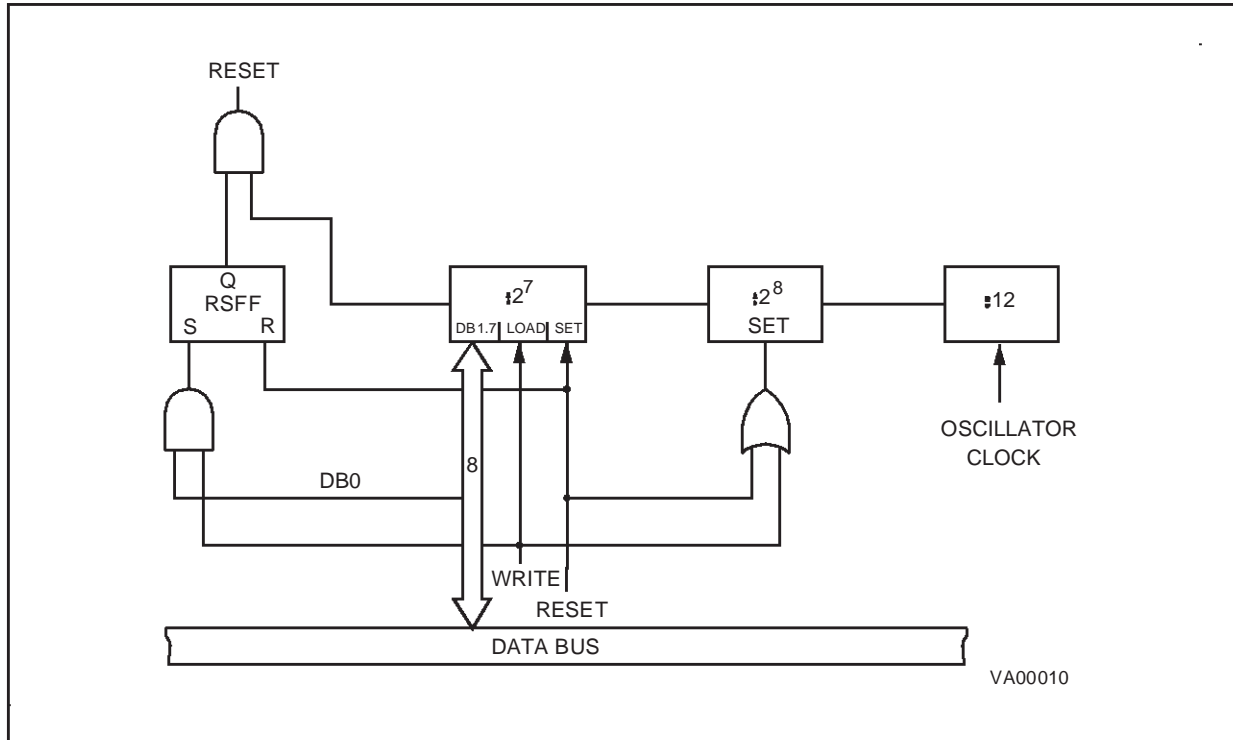 RESET
Q
RSFF
S R
÷2⁷
DB1.7 LOAD SET
÷2⁸
SET
÷12
OSCILLATOR
CLOCK
8
DB0
WRITE
RESET
DATA BUS
VA00010